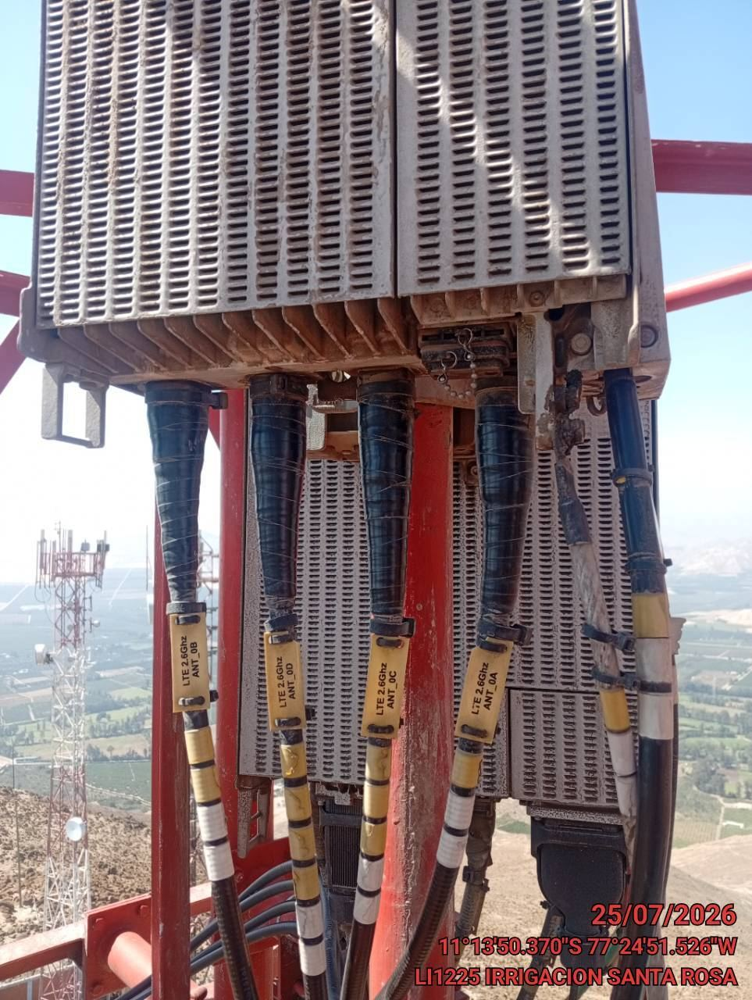 LTE 2.6Ghz
ANT_0B
LTE 2.6Ghz
ANT_0D
LTE 2.6Ghz
ANT_0C
LTE 2.6Ghz
ANT_0A
25/07/2026
11°13'50.370"S 77°24'51.526"W
LI1225 IRRIGACION SANTA ROSA